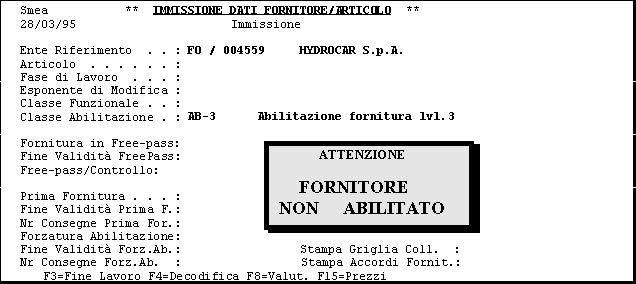 Smea ** IMMISSIONE DATI FORNITORE/ARTICOLO **
28/03/95 Immissione
Ente Riferimento . . : FO / 004559 HYDROCAR S.p.A.
Articolo . . . . . . :
Fase di Lavoro . . . :
Esponente di Modifica :
Classe Funzionale . . :
Classe Abilitazione . : AB-3 Abilitazione fornitura lvl.3
Fornitura in Free-pass:
Fine Validità FreePass:
Free-pass/Controllo:
ATTENZIONE
FORNITORE
NON ABILITATO
Prima Fornitura . . . :
Fine Validità Prima F.:
Nr Consegne Prima For.:
Forzatura Abilitazione:
Fine Validità Forz.Ab.: Stampa Griglia Coll. :
Nr Consegne Forz.Ab. : Stampa Accordi Fornit.:
F3=Fine Lavoro F4=Decodifica F8=Valut. F15=Prezzi